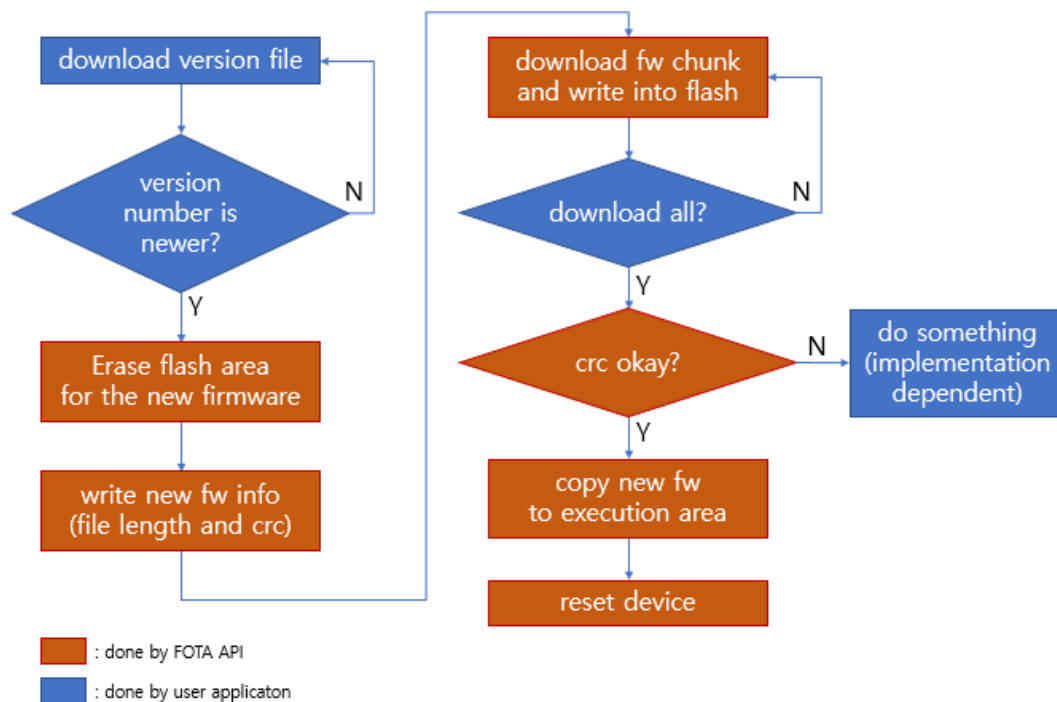 download version file
version
number is
newer?
N
Y
Erase flash area
for the new firmware
write new fw info
(file length and crc)
download fw chunk
and write into flash
download all?
N
Y
crc okay?
N
do something
(implementation
dependent)
Y
copy new fw
to execution area
reset device
: done by FOTA API
: done by user applicaton